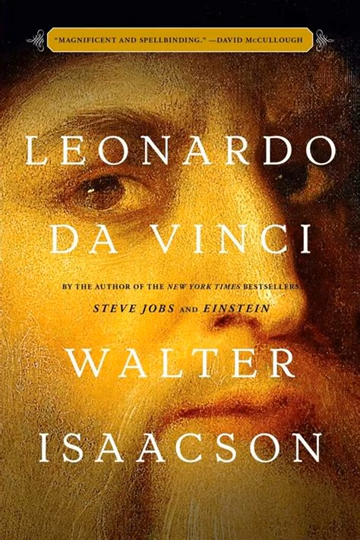 “MAGNIFICENT AND SPELLBINDING.” —DAVID McCULLOUGH
LEONARDO
DA VINCI
BY THE AUTHOR OF THE NEW YORK TIMES BESTSELLERS
STEVE JOBS AND EINSTEIN
WALTER
ISAACSON